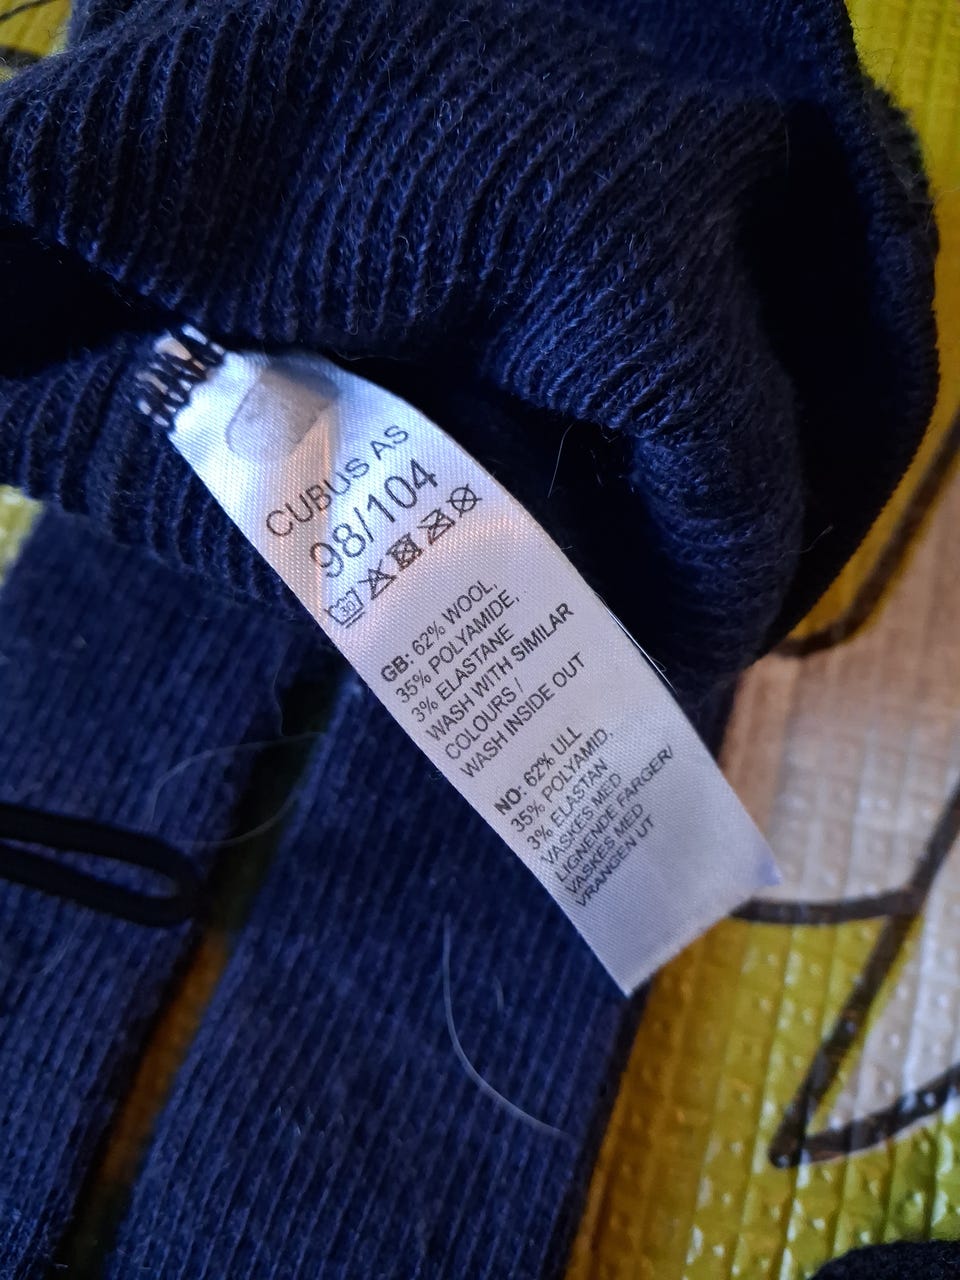 CUBUS AS
98/104
30
GB: 62% WOOL,
35% POLYAMIDE,
3% ELASTANE
WASH WITH SIMILAR
COLOURS /
WASH INSIDE OUT
NO: 62% ULL
35% POLYAMID,
3% ELASTAN
VASKES MED
LIGNENDE FARGER/
VASKES MED
VRANGEN UT